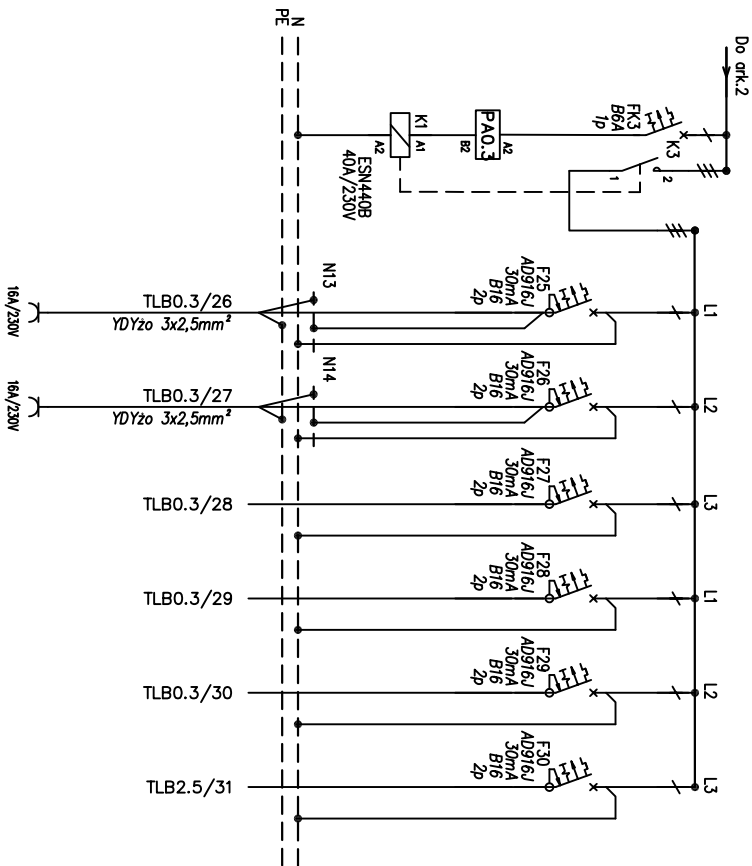 Do ark.2
FK3
B6A
1p
K3
2
1
PA0.3
A2
B2
K1
A1
A2
ESN440B
40A/230V
N
PE
L1
F25
AD916J
30mA
B16
2p
N13
TLB0.3/26
YDYżo 3x2,5mm²
16A/230V
L2
F26
AD916J
30mA
B16
2p
N14
TLB0.3/27
YDYżo 3x2,5mm²
16A/230V
L3
F27
AD916J
30mA
B16
2p
TLB0.3/28
L1
F28
AD916J
30mA
B16
2p
TLB0.3/29
L2
F29
AD916J
30mA
B16
2p
TLB0.3/30
L3
F30
AD916J
30mA
B16
2p
TLB2.5/31